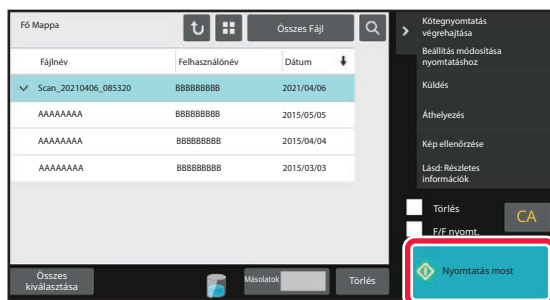 Fő Mappa
Összes Fájl
Fájlnév Felhasználónév Dátum
Scan_20210406_085320 BBBBBBBBB 2021/04/06
AAAAAAAA BBBBBBBBB 2015/05/05
AAAAAAAA BBBBBBBBB 2015/04/04
AAAAAAAA BBBBBBBBB 2015/03/03
Összes
kiválasztása
Másolatok
Törlés
Kötegnyomtatás
végrehajtása
Beállítás módosítása
nyomtatáshoz
Küldés
Áthelyezés
Kép ellenőrzése
Lásd: Részletes
információk
Törlés
F/F nyomt.
CA
Nyomtatás most